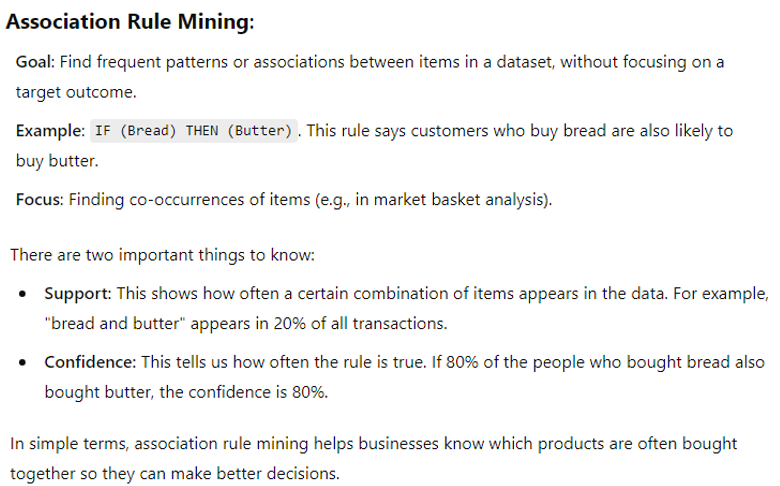 Association Rule Mining:
Goal: Find frequent patterns or associations between items in a dataset, without focusing on a
target outcome.
Example: IF (Bread) THEN (Butter) . This rule says customers who buy bread are also likely to
buy butter.
Focus: Finding co-occurrences of items (e.g., in market basket analysis).
There are two important things to know:
• Support: This shows how often a certain combination of items appears in the data. For example,
"bread and butter" appears in 20% of all transactions.
• Confidence: This tells us how often the rule is true. If 80% of the people who bought bread also
bought butter, the confidence is 80%.
In simple terms, association rule mining helps businesses know which products are often bought
together so they can make better decisions.